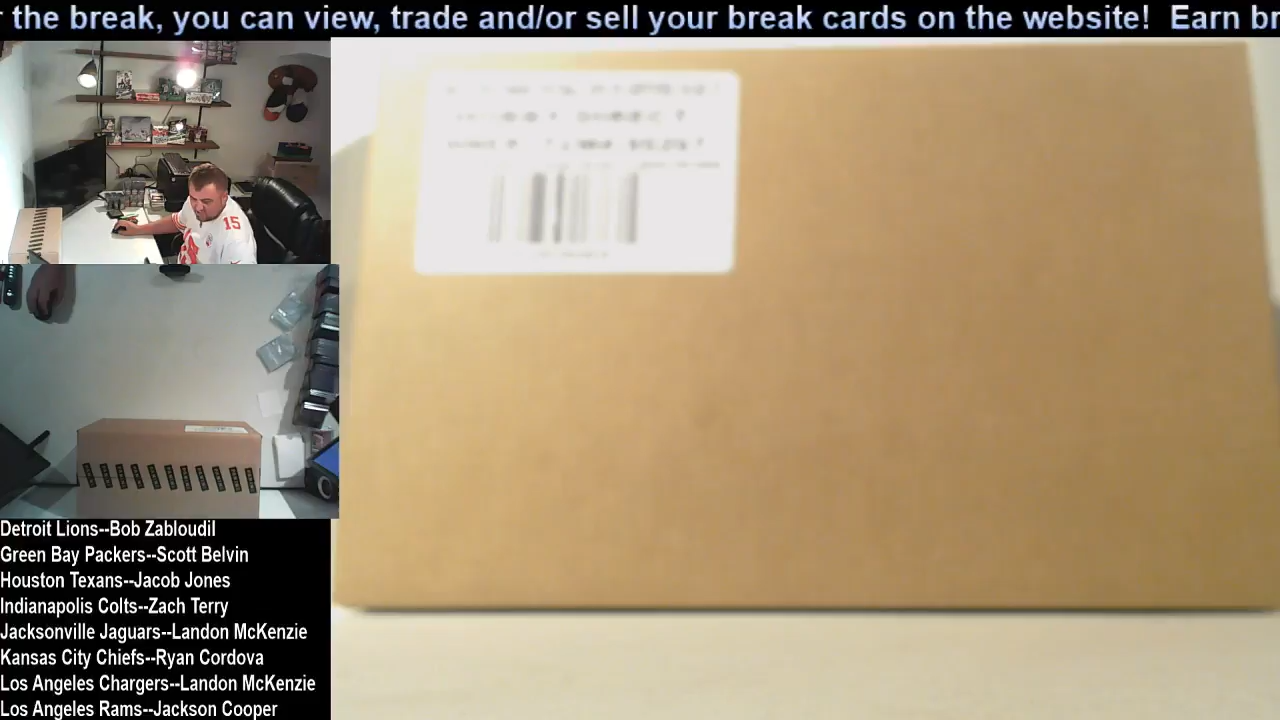 the break, you can view, trade and/or sell your break cards on the website! Earn
15
Detroit Lions--Bob Zabloudil
Green Bay Packers--Scott Belvin
Houston Texans--Jacob Jones
Indianapolis Colts--Zach Terry
Jacksonville Jaguars--Landon McKenzie
Kansas City Chiefs--Ryan Cordova
Los Angeles Chargers--Landon McKenzie
Los Angeles Rams--Jackson Cooper